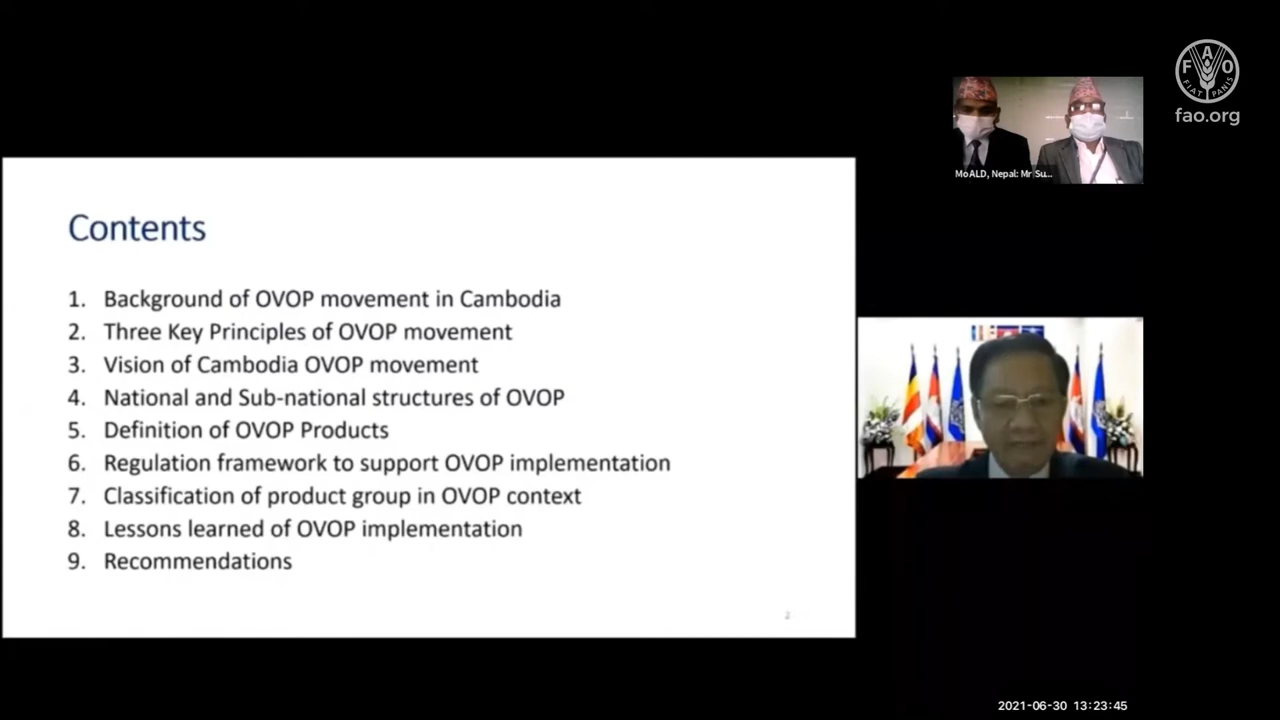 Contents
1. Background of OVOP movement in Cambodia
2. Three Key Principles of OVOP movement
3. Vision of Cambodia OVOP movement
4. National and Sub-national structures of OVOP
5. Definition of OVOP Products
6. Regulation framework to support OVOP implementation
7. Classification of product group in OVOP context
8. Lessons learned of OVOP implementation
9. Recommendations
2
MoALD, Nepal: Mr Su...
FAO
FIAT PANIS
fao.org
2021-06-30 13:23:45